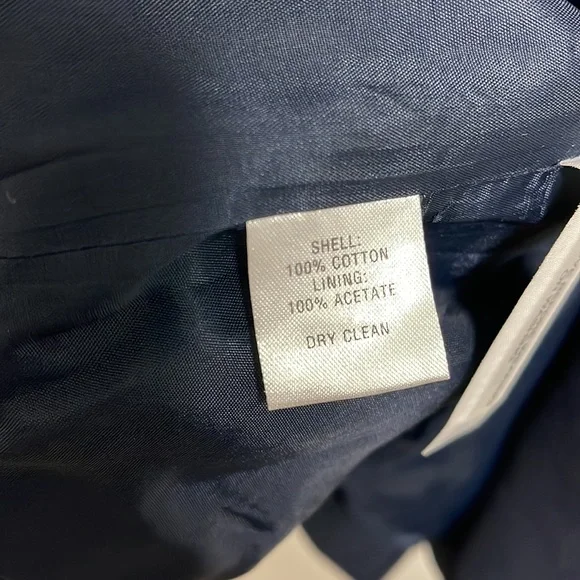 SHELL:
100% COTTON
LINING:
100% ACETATE
DRY CLEAN